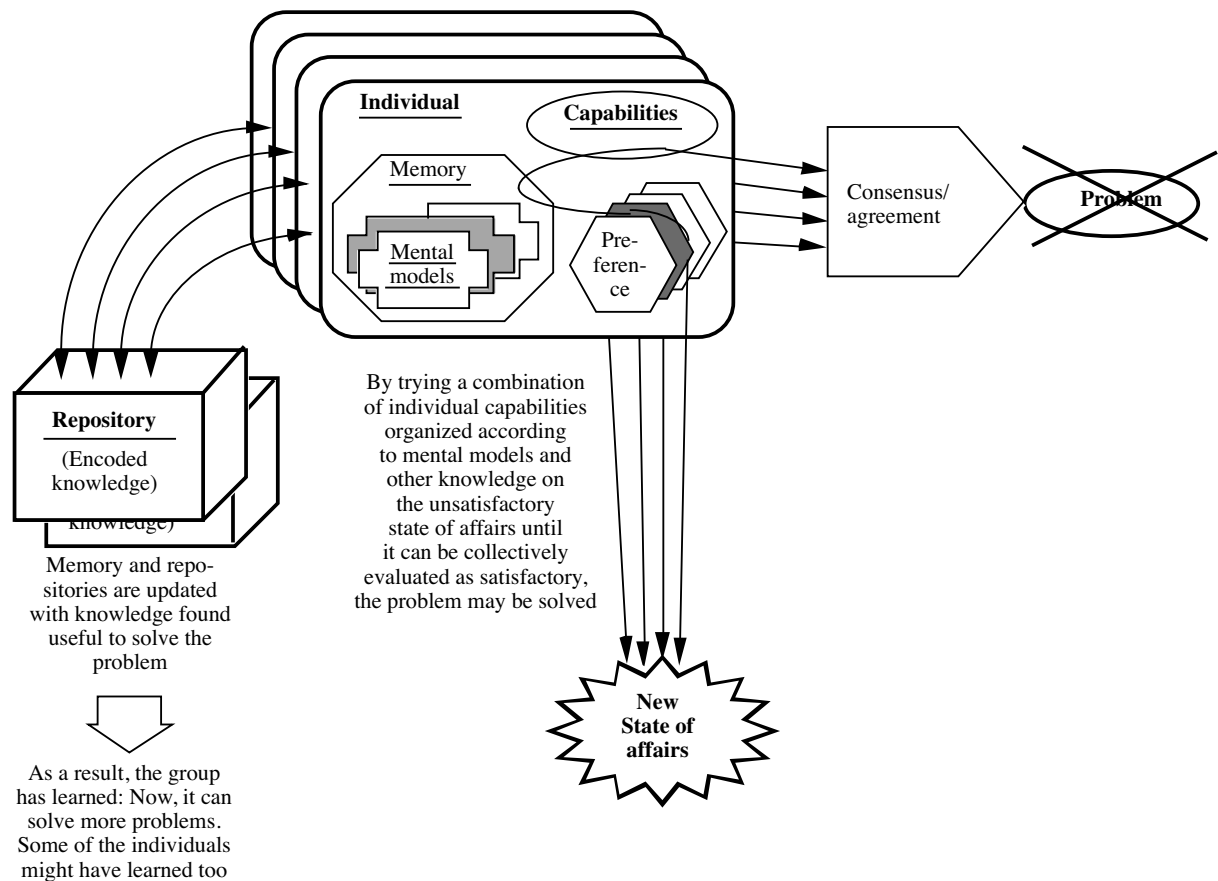 Individual
Capabilities
Memory
Mental
models
Pre-
feren-
ce
Consensus/
agreement
Problem
Repository
(Encoded
knowledge)
knowledge)
By trying a combination
of individual capabilities
organized according
to mental models and
other knowledge on
the unsatisfactory
state of affairs until
it can be collectively
evaluated as satisfactory,
the problem may be solved
Memory and repo-
sitories are updated
with knowledge found
useful to solve the
problem
New
State of
affairs
As a result, the group
has learned: Now, it can
solve more problems.
Some of the individuals
might have learned too